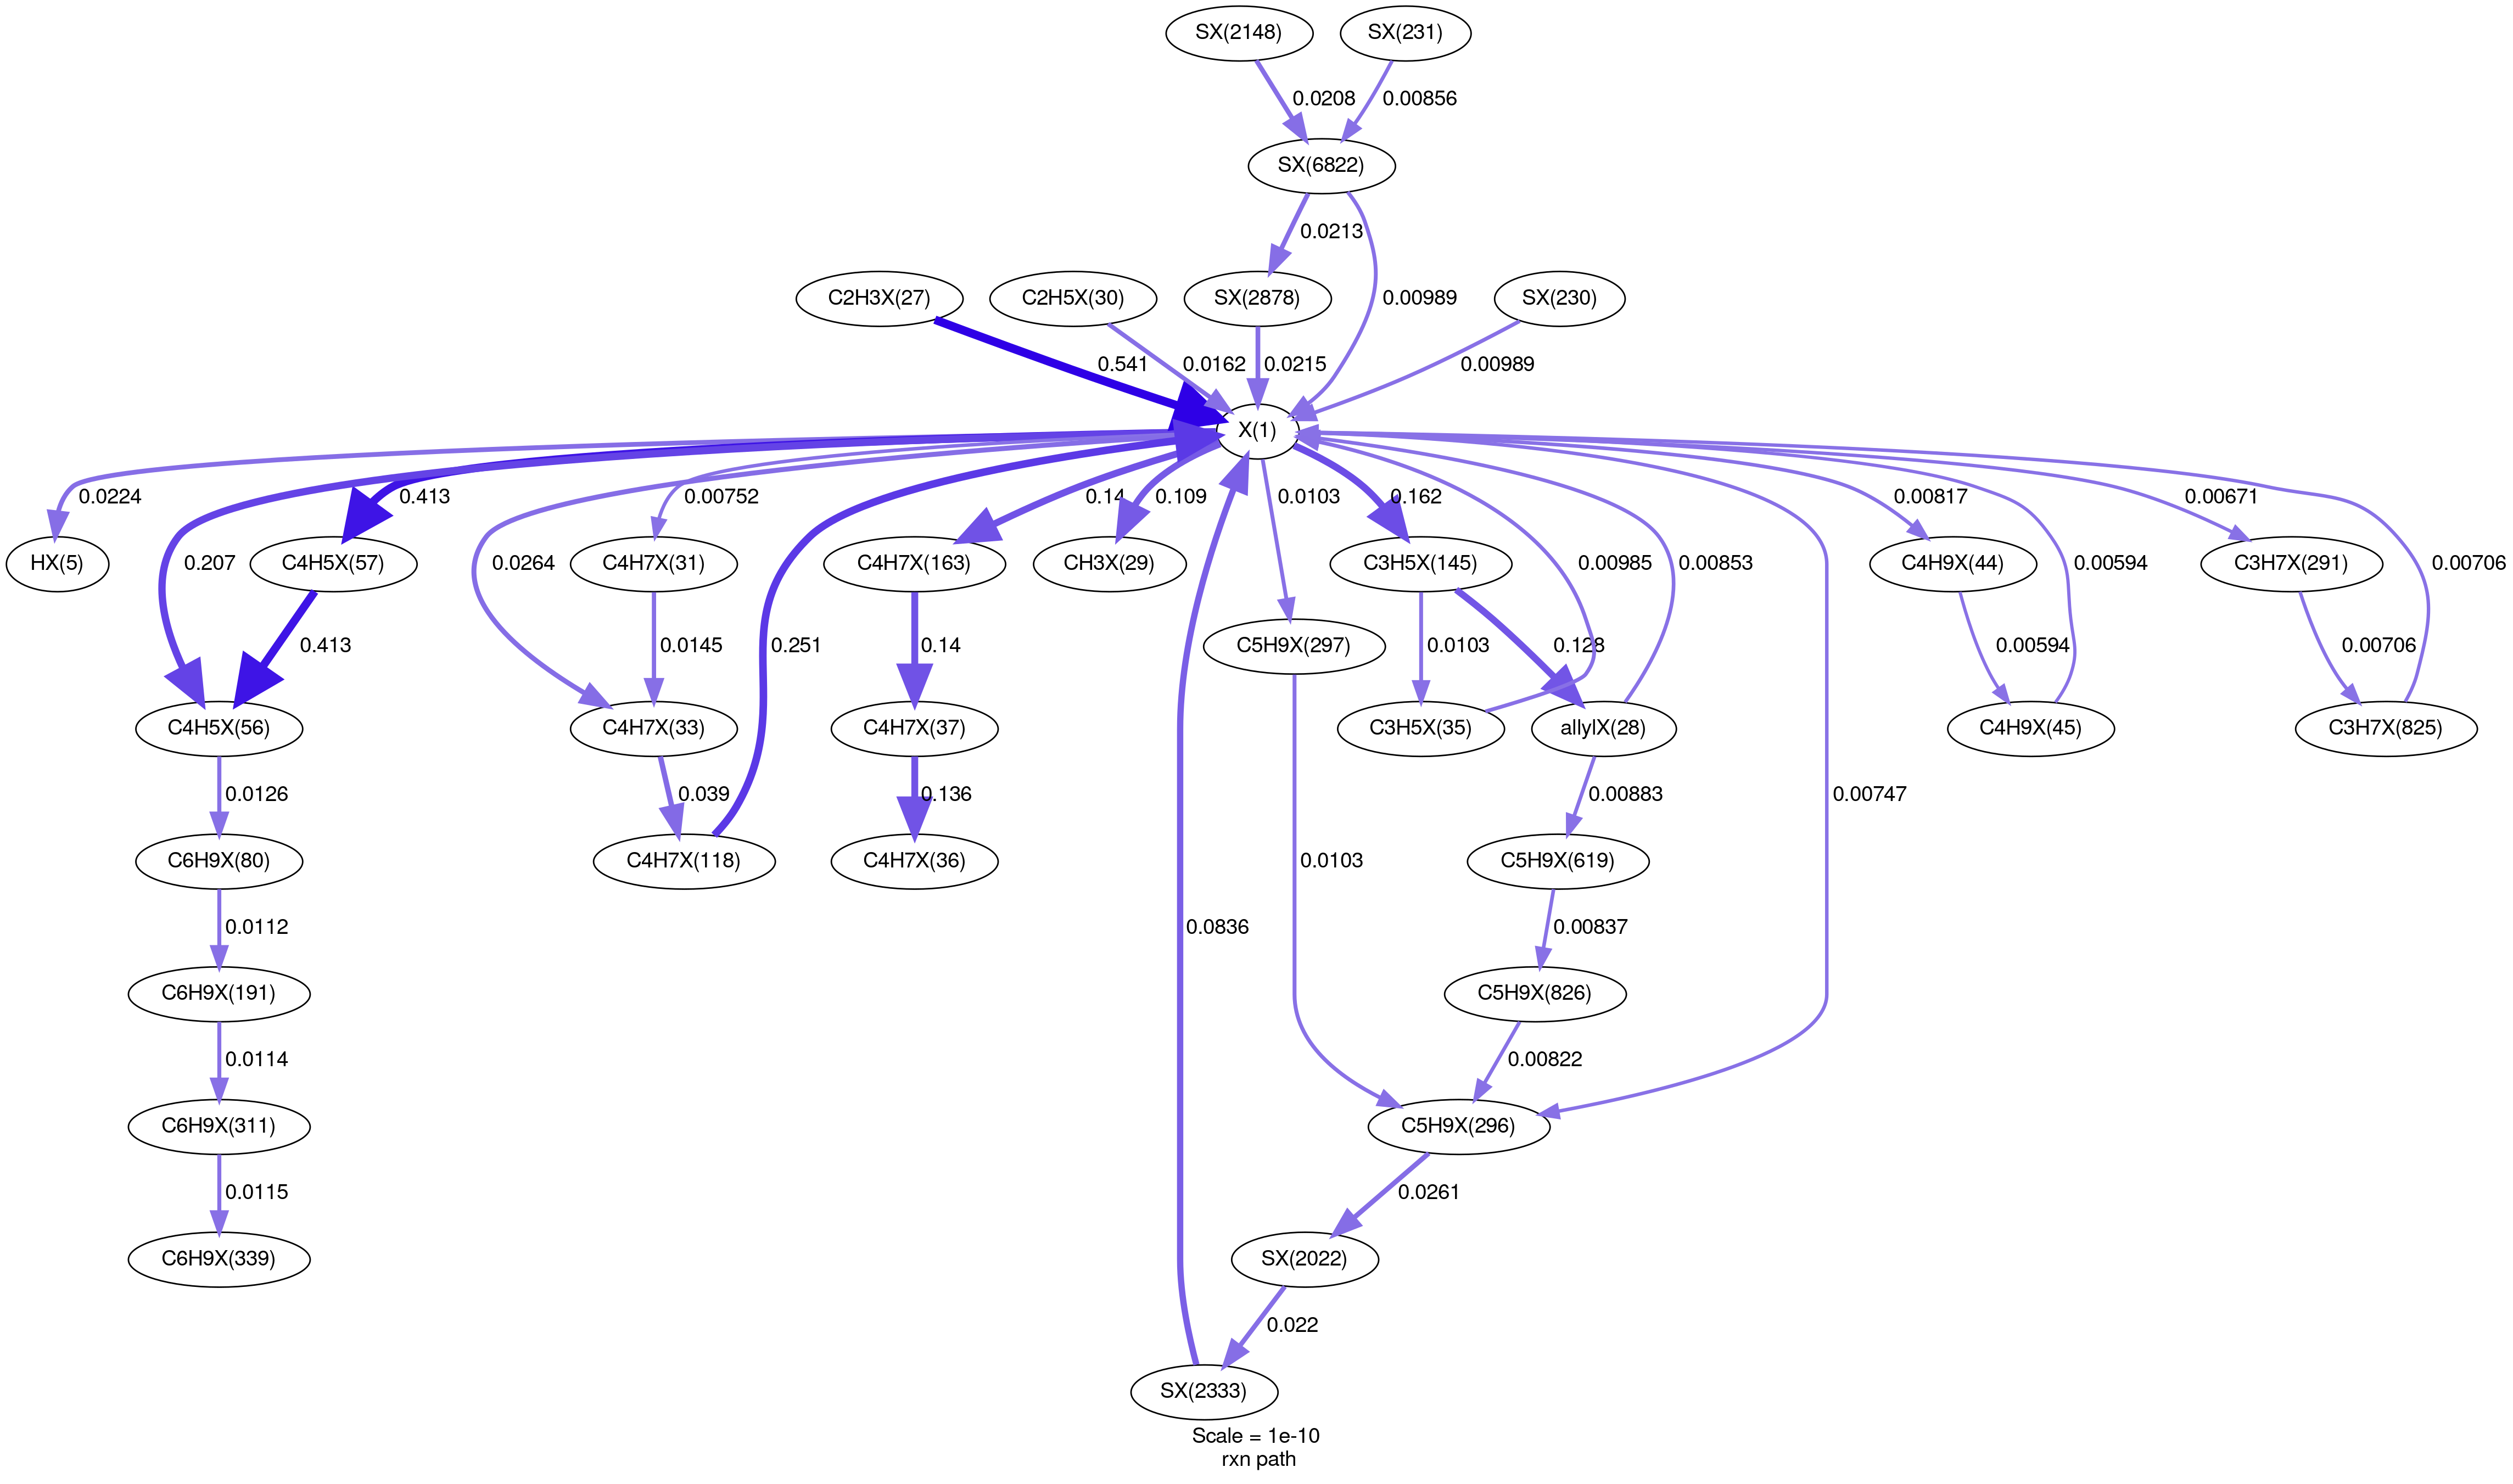 SX(2148)
SX(231)
0.0208
0.00856
SX(6822)
0.0213
C2H3X(27)
C2H5X(30)
SX(2878)
0.00989
SX(230)
0.541
0.0162
0.0215
0.00989
X(1)
0.0224
0.413
0.00752
0.14
0.109
0.0103
0.162
0.00817
0.00671
HX(5)
0.207
C4H5X(57)
0.0264
C4H7X(31)
C4H7X(163)
CH3X(29)
C3H5X(145)
0.00985
0.00853
C4H9X(44)
0.00594
C3H7X(291)
0.00706
0.413
0.0145
0.251
0.14
C5H9X(297)
0.0103
0.128
0.00594
0.00706
C4H5X(56)
C4H7X(33)
C4H7X(37)
C3H5X(35)
allylX(28)
C4H9X(45)
C3H7X(825)
0.0126
0.039
0.136
0.00883
0.00747
C6H9X(80)
C4H7X(118)
C4H7X(36)
0.0103
C5H9X(619)
0.0112
0.0836
0.00837
C6H9X(191)
C5H9X(826)
0.0114
0.00822
C6H9X(311)
C5H9X(296)
0.0115
0.0261
C6H9X(339)
SX(2022)
0.022
SX(2333)
Scale = 1e-10
rxn path